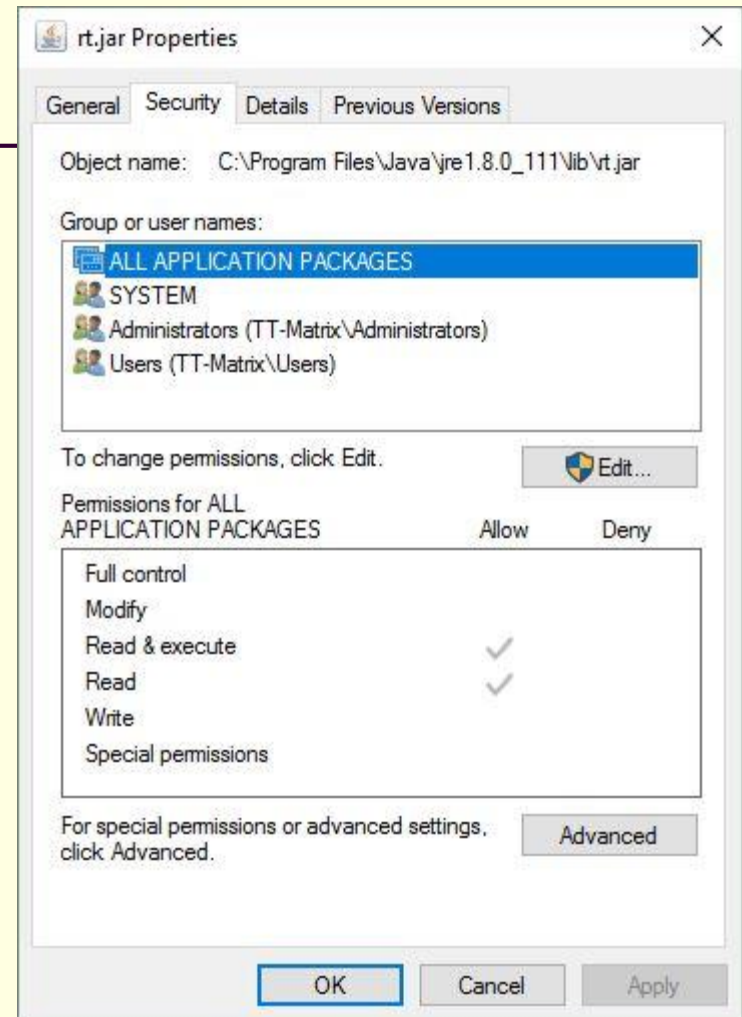 rt.jar Properties
General Security Details Previous Versions
Object name: C:\Program Files\Java\jre1.8.0_111\lib\rt.jar
Group or user names:
ALL APPLICATION PACKAGES
SYSTEM
Administrators (TT-Matrix\Administrators)
Users (TT-Matrix\Users)
To change permissions, click Edit.
Edit...
Permissions for ALL
APPLICATION PACKAGES Allow Deny
Full control
Modify
Read & execute
Read
Write
Special permissions
For special permissions or advanced settings,
click Advanced.
Advanced
OK Cancel Apply